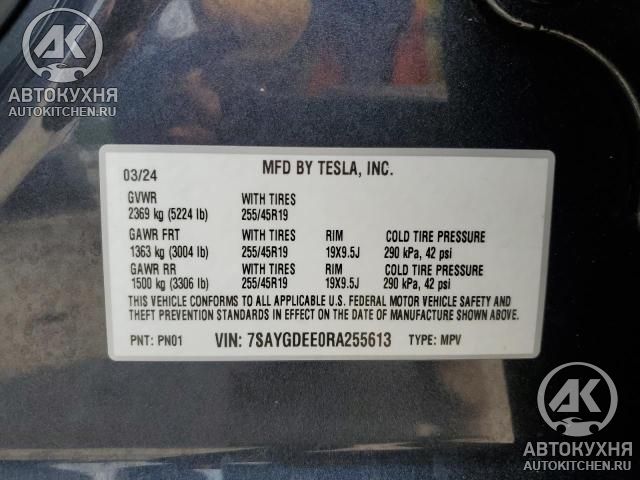 АК
АВТОКУХНЯ
AUTOKITCHEN.RU
03/24 MFD BY TESLA, INC.
GVWR WITH TIRES
2369 kg (5224 lb) 255/45R19
GAWR FRT WITH TIRES RIM COLD TIRE PRESSURE
1363 kg (3004 lb) 255/45R19 19X9.5J 290 kPa, 42 psi
GAWR RR WITH TIRES RIM COLD TIRE PRESSURE
1500 kg (3306 lb) 255/45R19 19X9.5J 290 kPa, 42 psi
THIS VEHICLE CONFORMS TO ALL APPLICABLE U.S. FEDERAL MOTOR VEHICLE SAFETY AND
THEFT PREVENTION STANDARDS IN EFFECT ON THE DATE OF MANUFACTURE SHOWN ABOVE.
PNT: PN01 VIN: 7SAYGDEE0RA255613 TYPE: MPV
АК
АВТОКУХНЯ
AUTOKITCHEN.RU